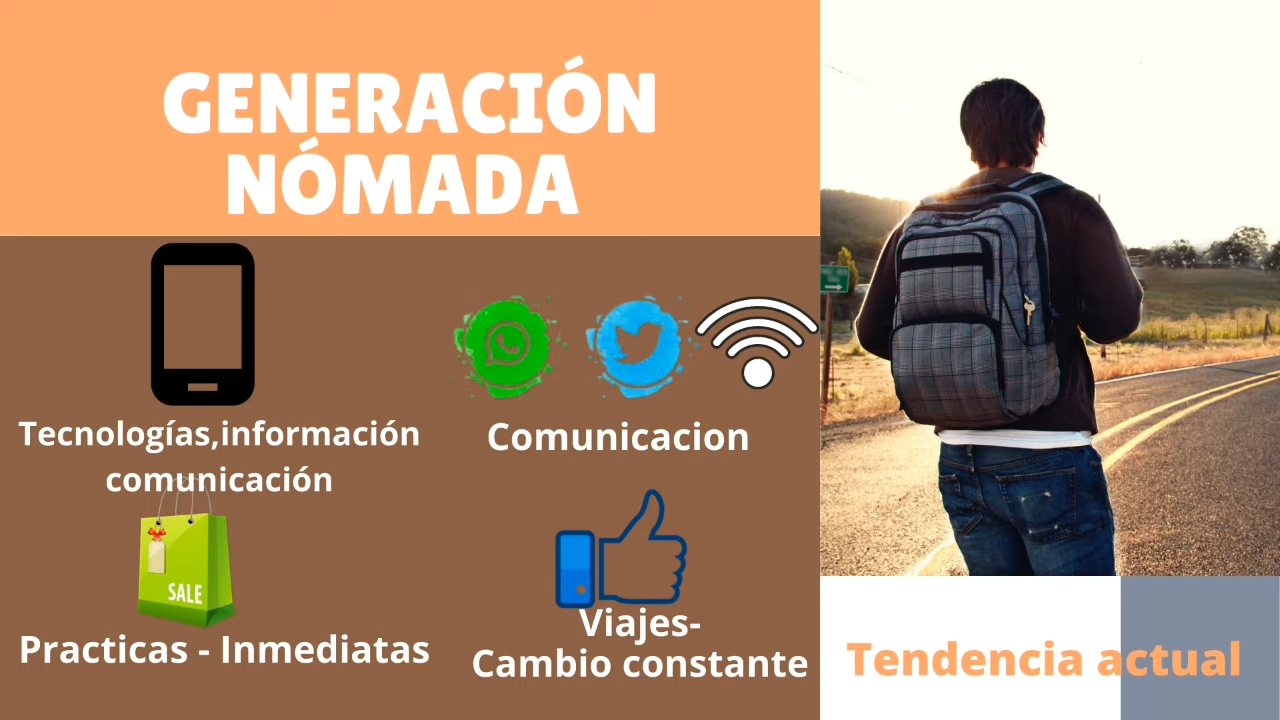 GENERACIÓN
NÓMADA
Tecnologías,información
comunicación
Comunicacion
SALE
Practicas - Inmediatas
Viajes-
Cambio constante
Tendencia actual